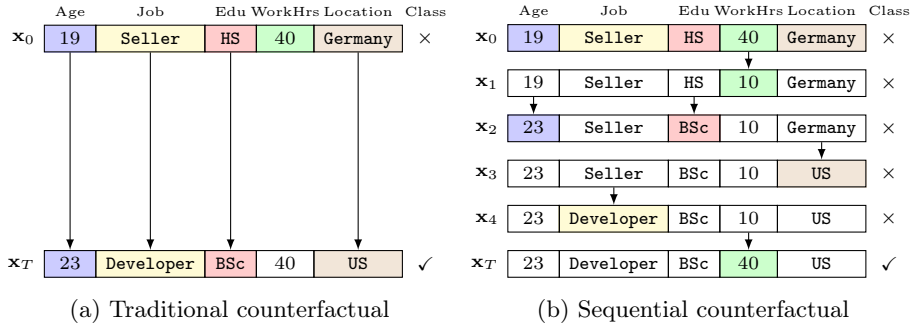 Age Job Edu WorkHrs Location Class
x0 19 Seller HS 40 Germany ×
xT 23 Developer BSc 40 US ✓
(a) Traditional counterfactual
Age Job Edu WorkHrs Location Class
x0 19 Seller HS 40 Germany ×
x1 19 Seller HS 10 Germany ×
x2 23 Seller BSc 10 Germany ×
x3 23 Seller BSc 10 US ×
x4 23 Developer BSc 10 US ×
xT 23 Developer BSc 40 US ✓
(b) Sequential counterfactual